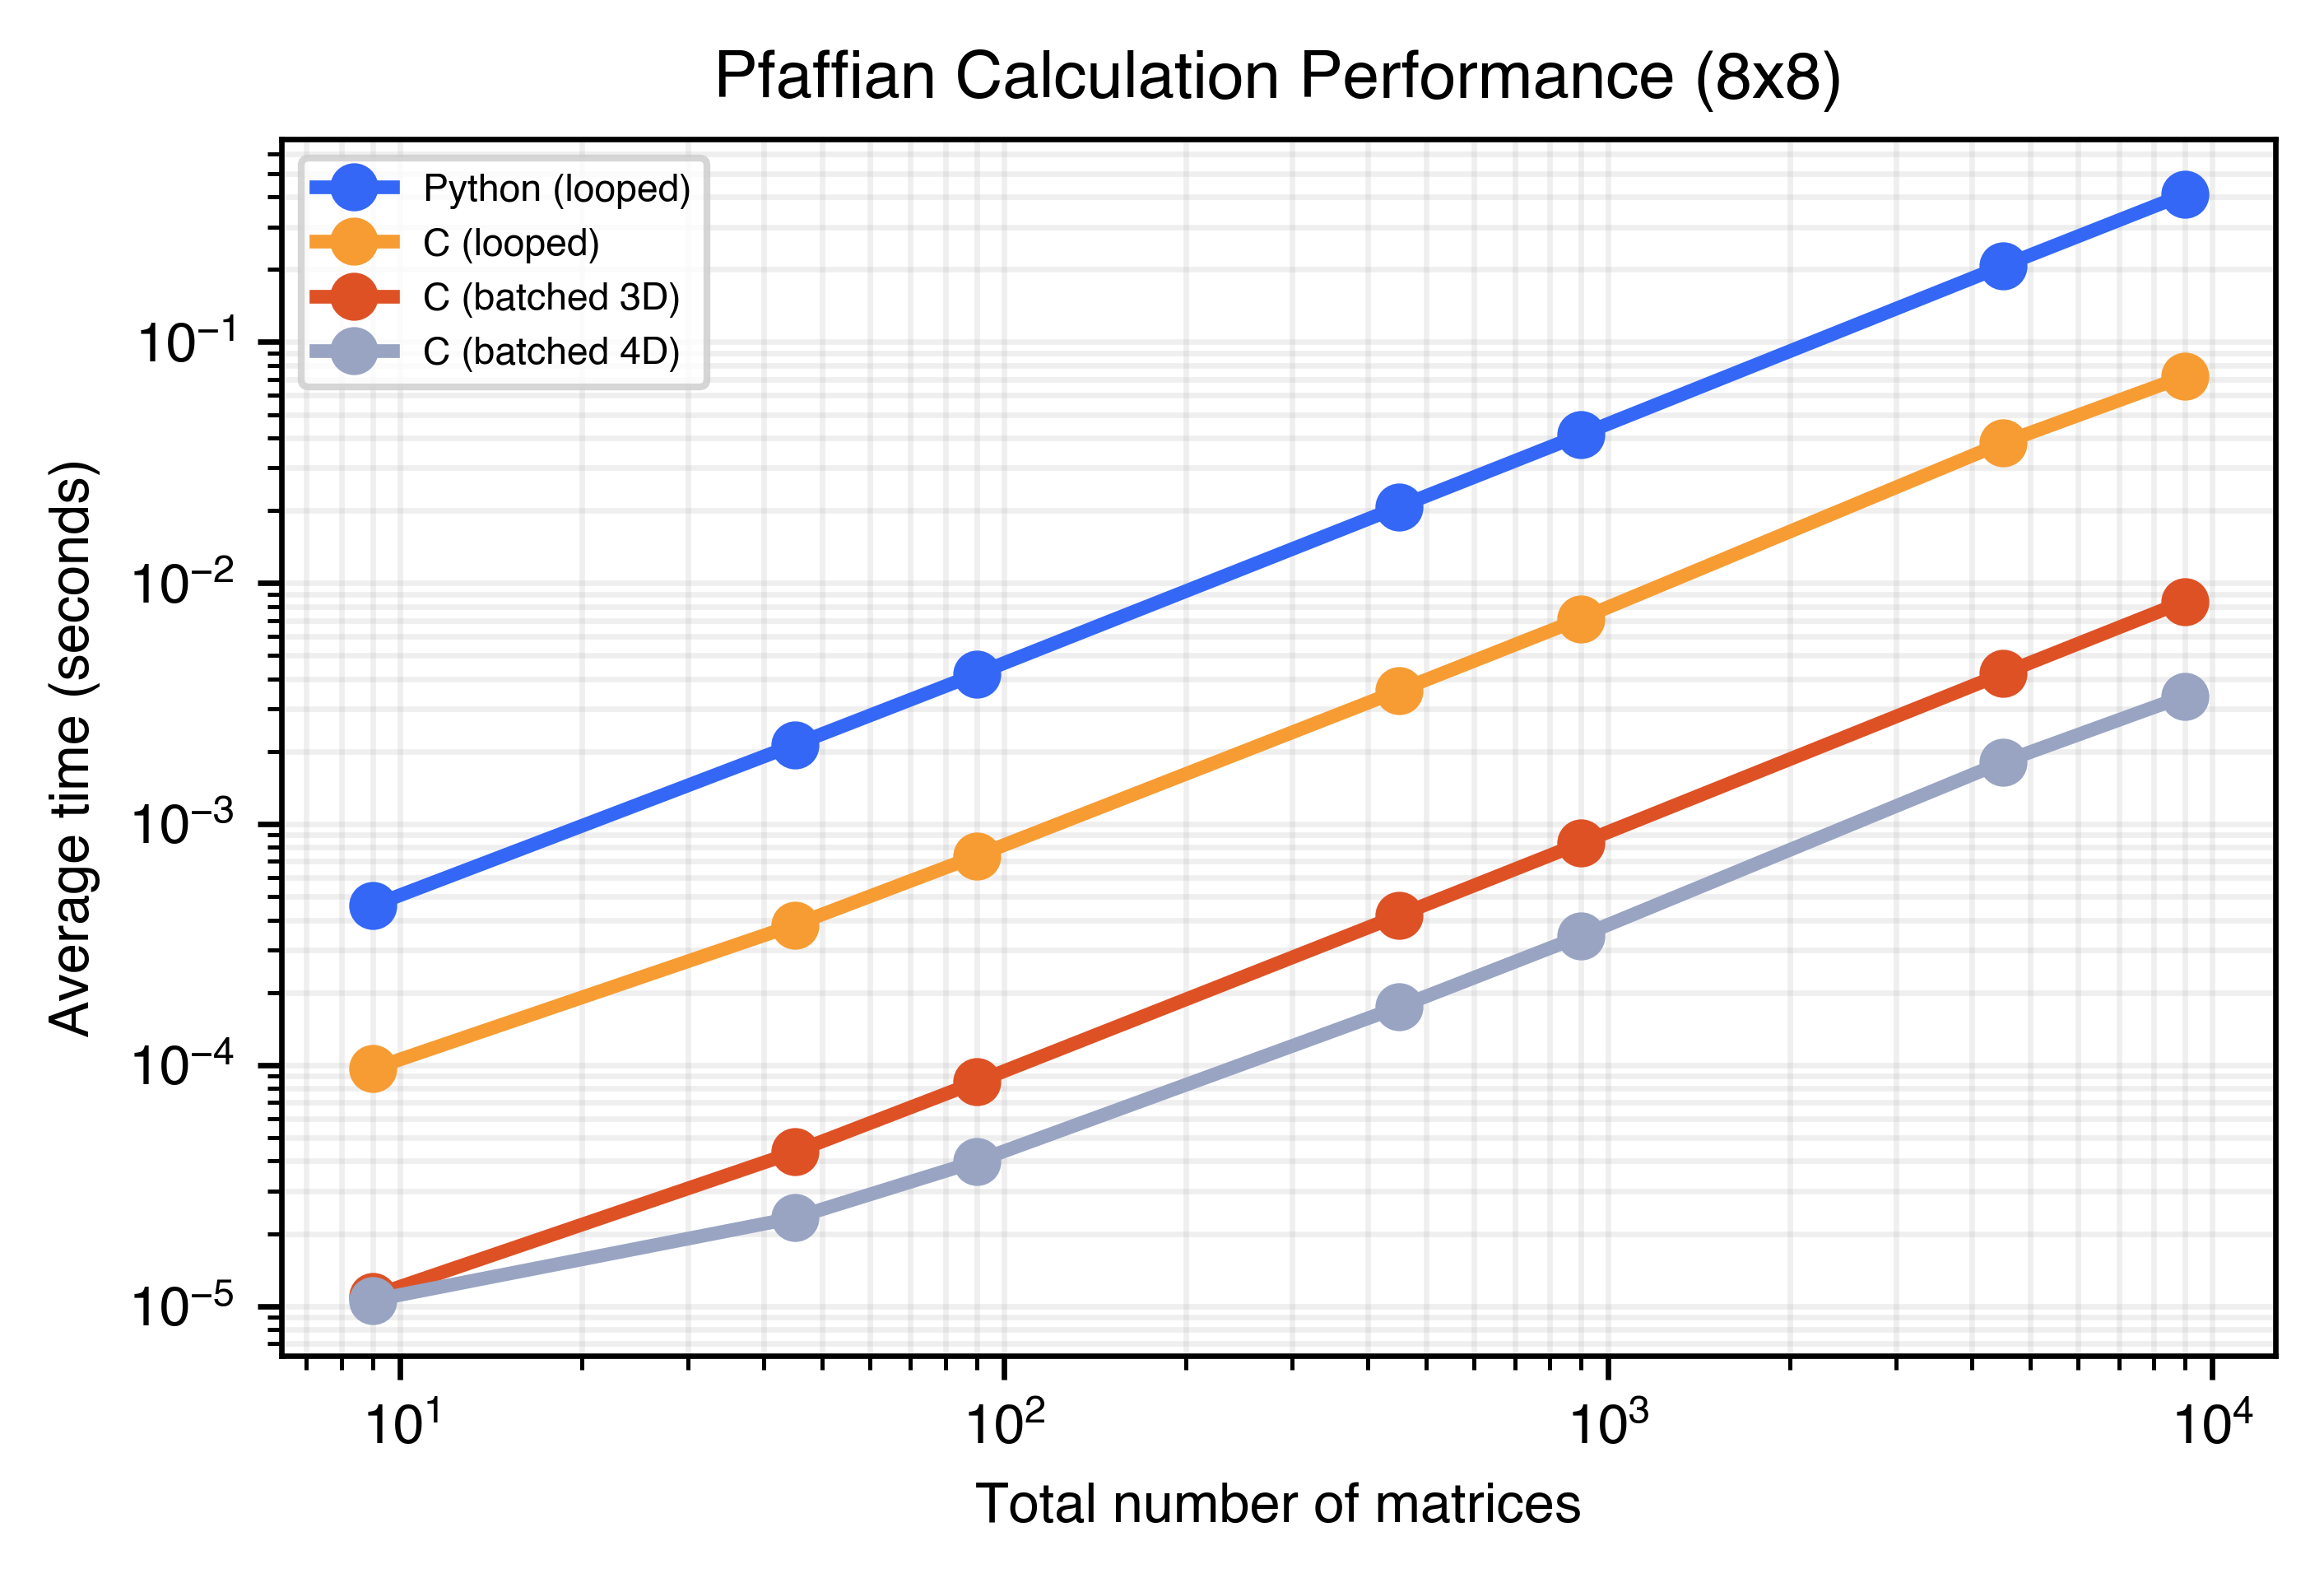 Pfaffian Calculation Performance (8x8)
Python (looped)
C (looped)
C (batched 3D)
C (batched 4D)
Average time (seconds)
10⁻¹
10⁻²
10⁻³
10⁻⁴
10⁻⁵
10¹
10²
10³
10⁴
Total number of matrices